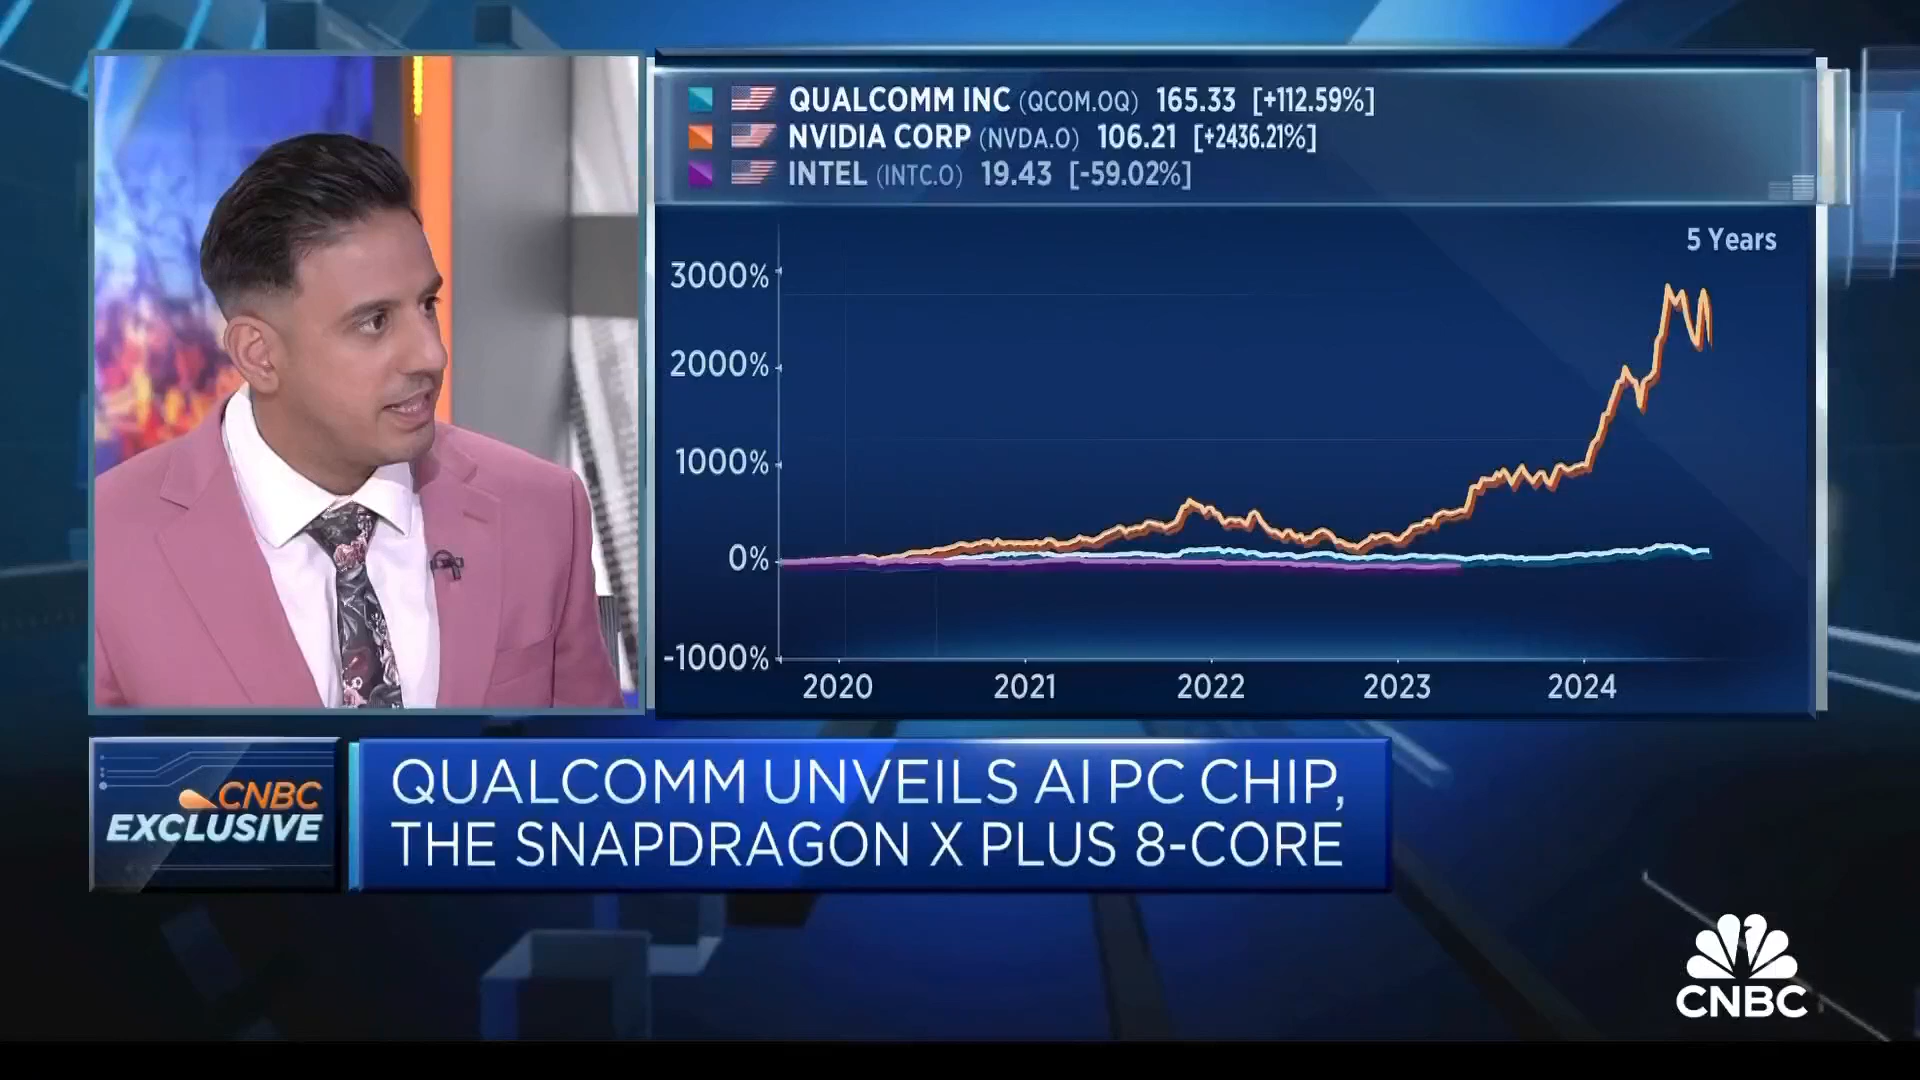 QUALCOMM INC (QCOM.OQ) 165.33 [+112.59%]
NVIDIA CORP (NVDA.O) 106.21 [+2436.21%]
INTEL (INTC.O) 19.43 [-59.02%]
5 Years
3000%
2000%
1000%
0%
-1000%
2020 2021 2022 2023 2024
CNBC
EXCLUSIVE
QUALCOMM UNVEILS AI PC CHIP,
THE SNAPDRAGON X PLUS 8-CORE
CNBC